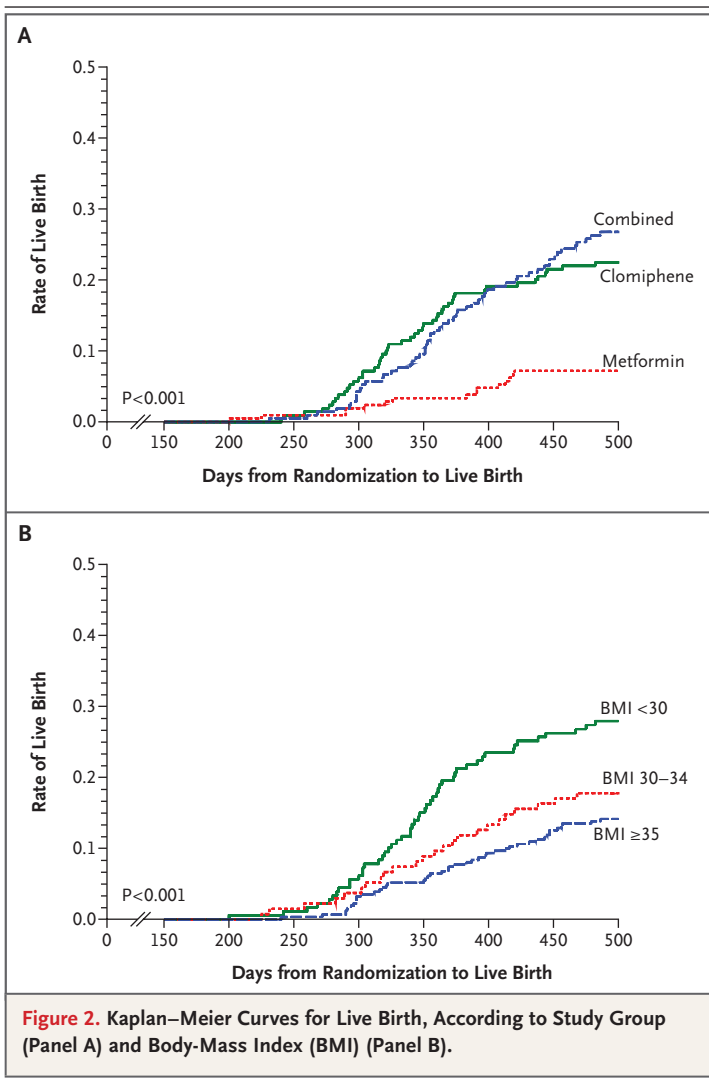 A
0.5
0.4
0.3
0.2
0.1
0.0
Rate of Live Birth
Combined
Clomiphene
Metformin
P<0.001
0 150 200 250 300 350 400 450 500
Days from Randomization to Live Birth
B
0.5
0.4
0.3
0.2
0.1
0.0
Rate of Live Birth
BMI <30
BMI 30–34
BMI ≥35
P<0.001
0 150 200 250 300 350 400 450 500
Days from Randomization to Live Birth
Figure 2. Kaplan–Meier Curves for Live Birth, According to Study Group
(Panel A) and Body-Mass Index (BMI) (Panel B).